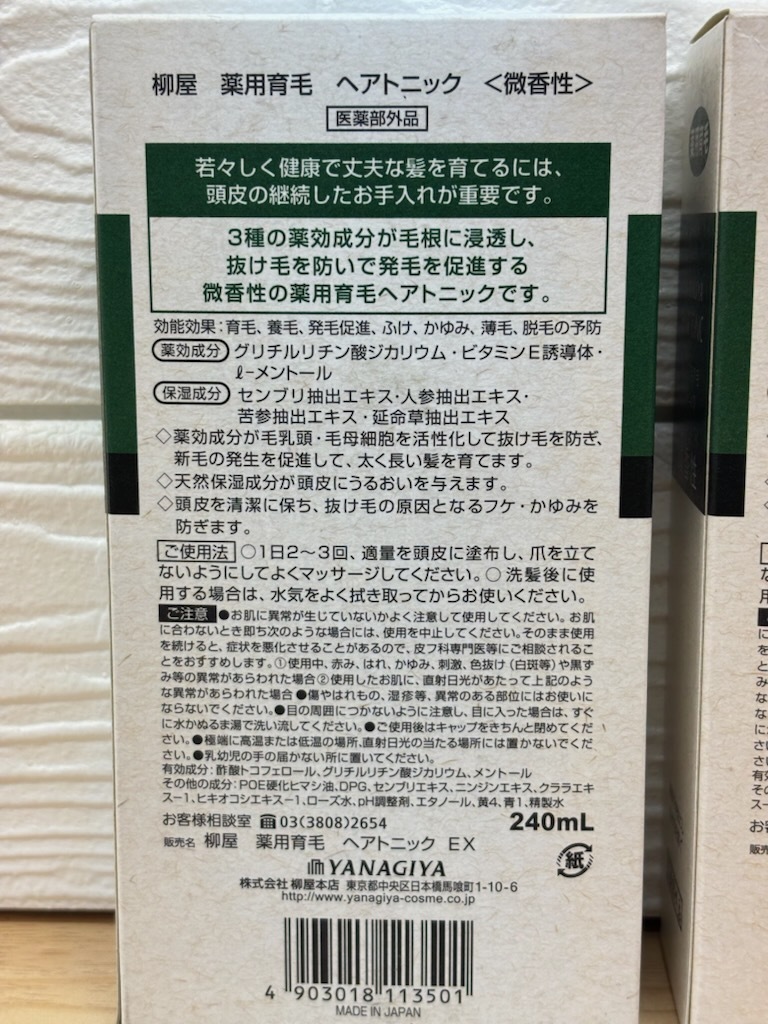 柳屋 薬用育毛 ヘアトニック <微香性>
医薬部外品
若々しく健康で丈夫な髪を育てるには、
頭皮の継続したお手入れが重要です。
3種の薬効成分が毛根に浸透し、
抜け毛を防いで発毛を促進する
微香性の薬用育毛ヘアトニックです。
効能効果:育毛、養毛、発毛促進、ふけ、かゆみ、薄毛、脱毛の予防
薬効成分 グリチルリチン酸ジカリウム・ビタミンE誘導体・
ℓ-メントール
保湿成分 センブリ抽出エキス・人参抽出エキス・
苦参抽出エキス・延命草抽出エキス
◇薬効成分が毛乳頭・毛母細胞を活性化して抜け毛を防ぎ、
新毛の発生を促進して、太く長い髪を育てます。
◇天然保湿成分が頭皮にうるおいを与えます。
◇頭皮を清潔に保ち、抜け毛の原因となるフケ・かゆみを
防ぎます。
ご使用法 ○1日2〜3回、適量を頭皮に塗布し、爪を立て
ないようにしてよくマッサージしてください。○洗髪後に使
用する場合は、水気をよく拭き取ってからお使いください。
ご注意 ●お肌に異常が生じていないかよく注意して使用してください。お肌
に合わないとき即ち次のような場合には、使用を中止してください。そのまま使用
を続けると、症状を悪化させることがあるので、皮フ科専門医等にご相談されるこ
とをおすすめします。①使用中、赤み、はれ、かゆみ、刺激、色抜け(白斑等)や黒ず
み等の異常があらわれた場合②使用したお肌に、直射日光があたって上記のよう
な異常があらわれた場合●傷やはれもの、湿疹等、異常のある部位にはお使いに
ならないでください。●目の周囲につかないように注意し、目に入った場合は、すぐ
に水かぬるま湯で洗い流してください。●ご使用後はキャップをきちんと閉めてくだ
さい。●極端に高温または低温の場所、直射日光の当たる場所には置かないでくだ
さい。●乳幼児の手の届かない所に置いてください。
有効成分:酢酸トコフェロール、グリチルリチン酸ジカリウム、メントール
その他の成分:POE硬化ヒマシ油、DPG、センブリエキス、ニンジンエキス、クララエキ
ス-1、ヒキオコシエキス-1、ローズ水、pH調整剤、エタノール、黄4、青1、精製水
お客様相談室 ☎03(3808)2654 240mL
販売名 柳屋 薬用育毛 ヘアトニック EX
紙
YANAGIYA
株式会社 柳屋本店 東京都中央区日本橋馬喰町1-10-6
http://www.yanagiya-cosme.co.jp
4 903018 113501
MADE IN JAPAN